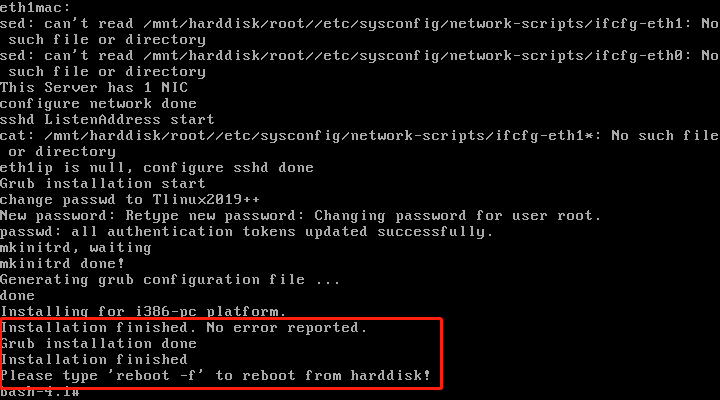 eth1mac:
sed: can't read /mnt/harddisk/root//etc/sysconfig/network-scripts/ifcfg-eth1: No
such file or directory
sed: can't read /mnt/harddisk/root//etc/sysconfig/network-scripts/ifcfg-eth0: No
such file or directory
This Server has 1 NIC
configure network done
sshd ListenAddress start
cat: /mnt/harddisk/root//etc/sysconfig/network-scripts/ifcfg-eth1*: No such file
or directory
eth1ip is null, configure sshd done
Grub installation start
change passwd to Tlinux2019++
New password: Retype new password: Changing password for user root.
passwd: all authentication tokens updated successfully.
mkinitrd, waiting
mkinitrd done!
Generating grub configuration file ...
done
Installing for i386-pc platform.
Installation finished. No error reported.
Grub installation done
Installation finished
Please type 'reboot -f' to reboot from harddisk!
bash-4.1#